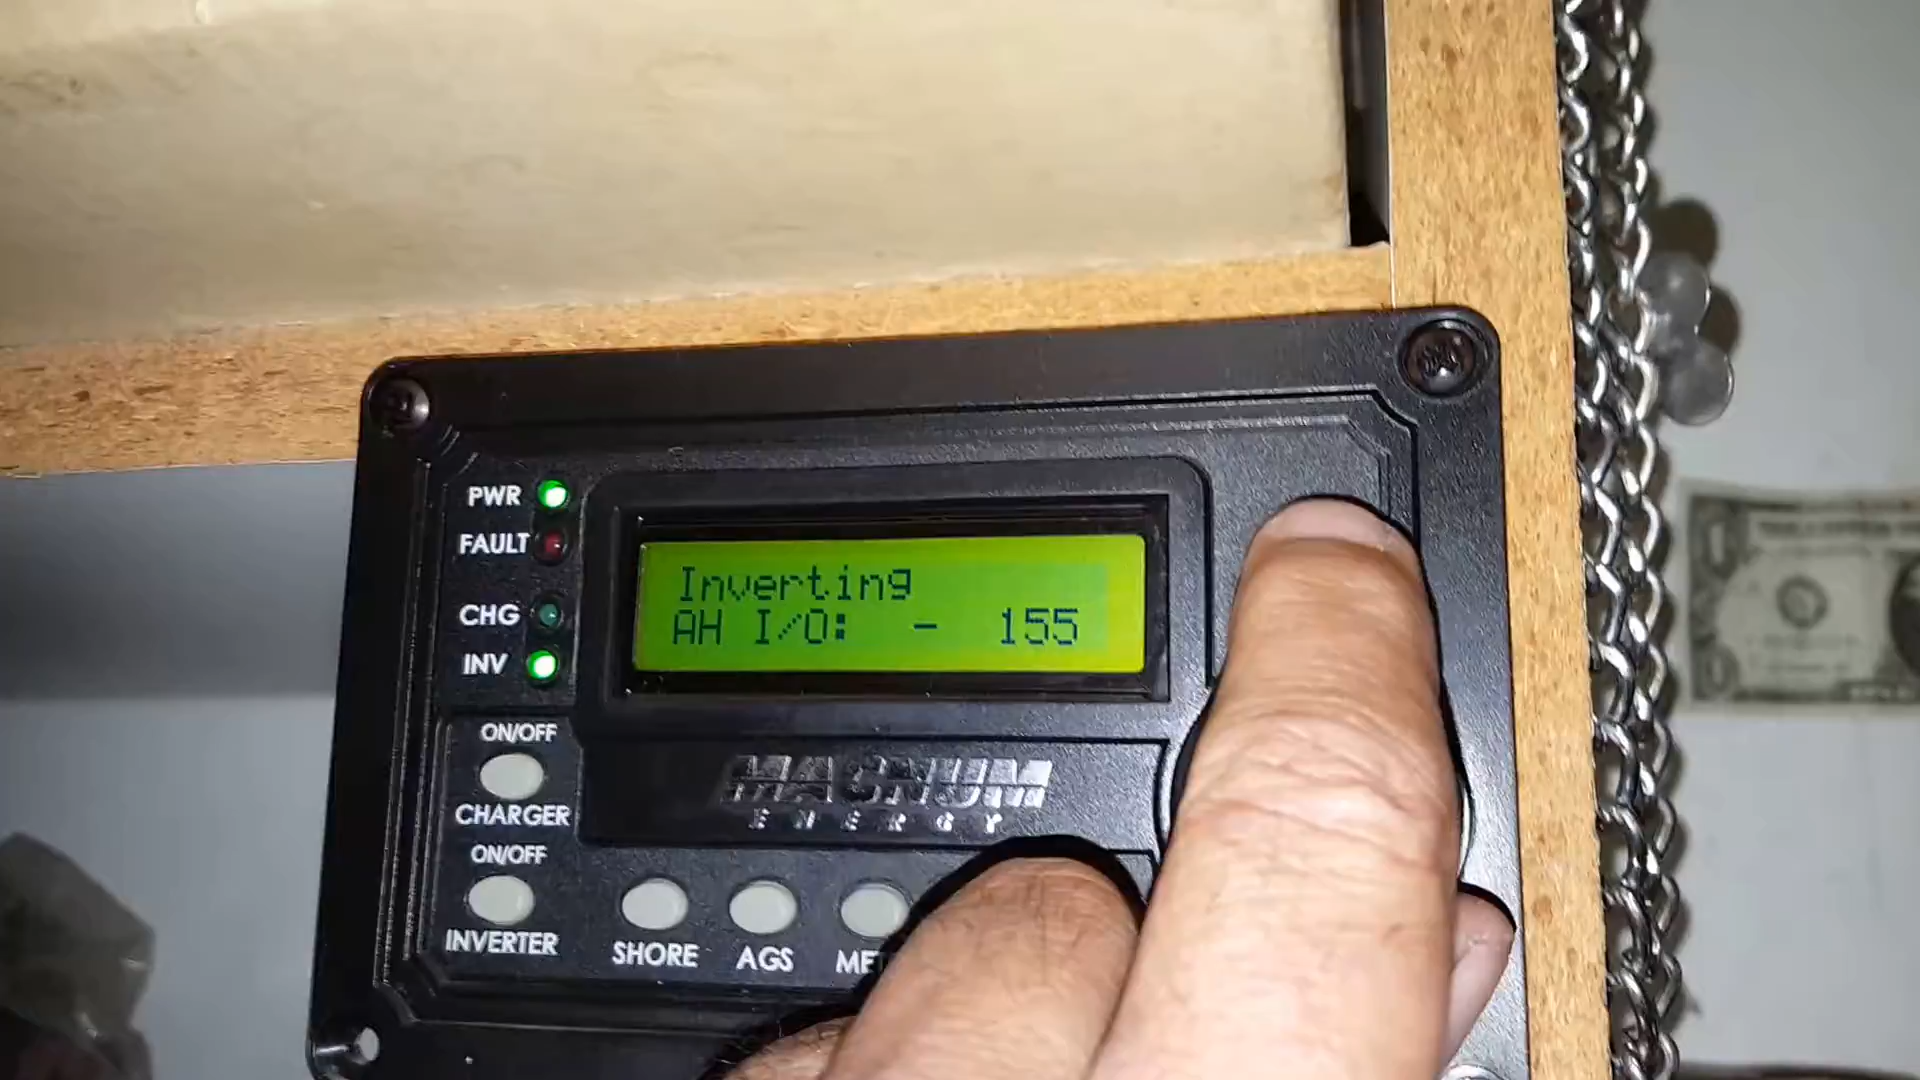 PWR
FAULT
CHG
INV
Inverting
AH I/O: - 155
ON/OFF
CHARGER
ON/OFF
INVERTER
MAGNUM
ENERGY
SHORE
AGS